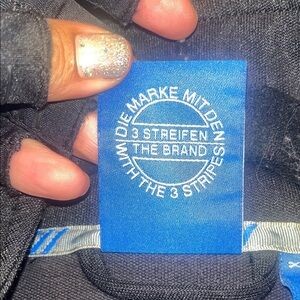 DIE MARKE MIT DEN
3 STREIFEN
THE BRAND
WITH THE 3 STRIPES